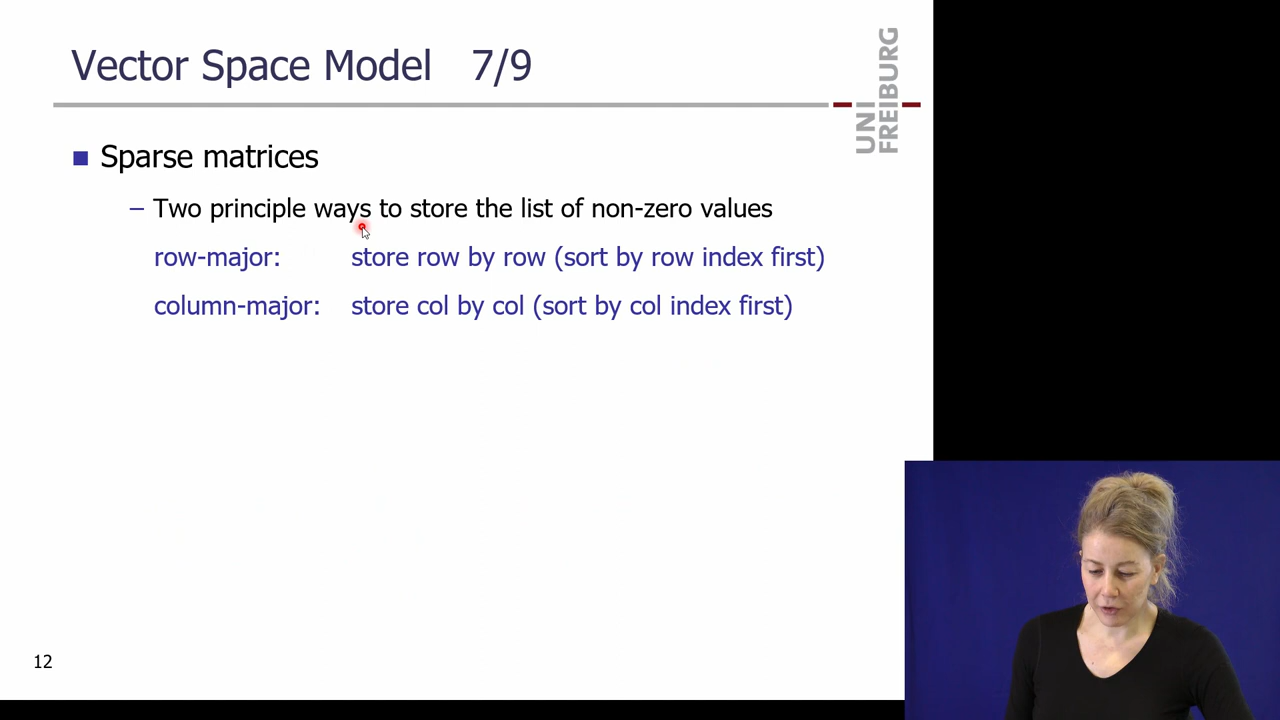 Vector Space Model 7/9
UNI
FREIBURG
■ Sparse matrices
– Two principle ways to store the list of non-zero values
row-major: store row by row (sort by row index first)
column-major: store col by col (sort by col index first)
12